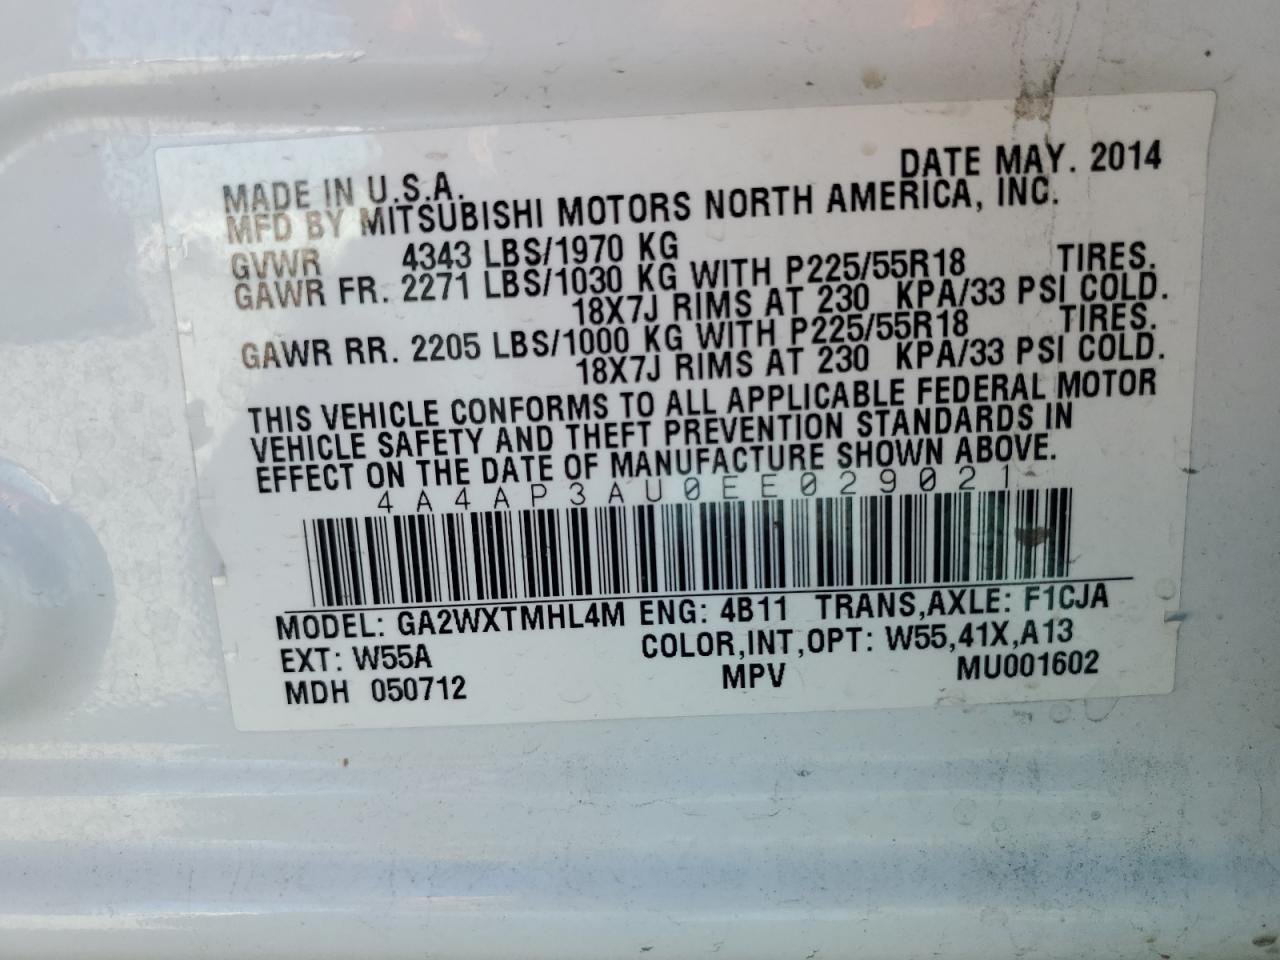 DATE MAY. 2014
MADE IN U.S.A.
MFD BY MITSUBISHI MOTORS NORTH AMERICA, INC.
GVWR 4343 LBS/1970 KG
GAWR FR. 2271 LBS/1030 KG WITH P225/55R18 TIRES.
18X7J RIMS AT 230 KPA/33 PSI COLD.
GAWR RR. 2205 LBS/1000 KG WITH P225/55R18 TIRES.
18X7J RIMS AT 230 KPA/33 PSI COLD.
THIS VEHICLE CONFORMS TO ALL APPLICABLE FEDERAL MOTOR
VEHICLE SAFETY AND THEFT PREVENTION STANDARDS IN
EFFECT ON THE DATE OF MANUFACTURE SHOWN ABOVE.
4A4AP3AU0EE029021
MODEL: GA2WXTMHL4M ENG: 4B11 TRANS,AXLE: F1CJA
EXT: W55A COLOR,INT,OPT: W55,41X,A13
MDH 050712 MPV MU001602